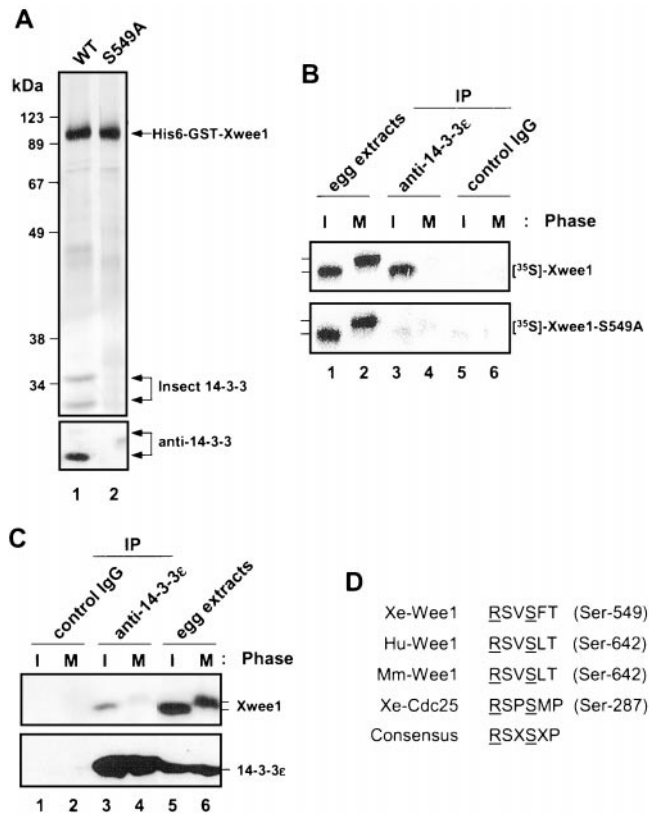 A
WT S549A
kDa
123
89
67
49
38
34
His6-GST-Xwee1
Insect 14-3-3
anti-14-3-3
1 2
B
IP
egg extracts anti-14-3-3ε control IgG
I M I M I M : Phase
[³⁵S]-Xwee1
[³⁵S]-Xwee1-S549A
1 2 3 4 5 6
C
IP
control IgG anti-14-3-3ε egg extracts
I M I M I M : Phase
Xwee1
14-3-3ε
1 2 3 4 5 6
D
Xe-Wee1 RSVSFT (Ser-549)
Hu-Wee1 RSVSLT (Ser-642)
Mm-Wee1 RSVSLT (Ser-642)
Xe-Cdc25 RSPSMP (Ser-287)
Consensus RSXSXP